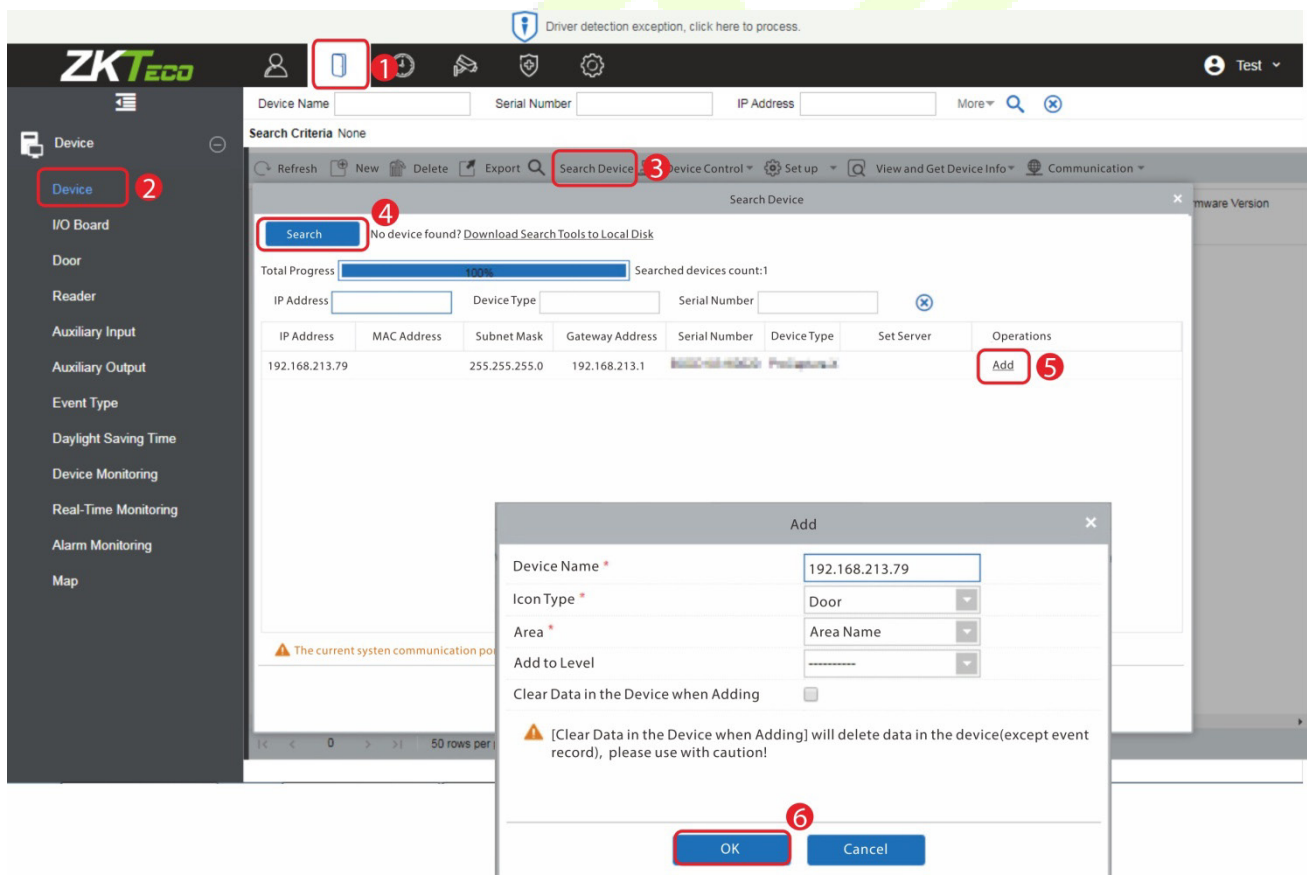 Driver detection exception, click here to process.
ZKTECO
1
Test
Device Name Serial Number IP Address More
Search Criteria None
Device
Refresh New Delete Export Search Device 3 Device Control Set up View and Get Device Info Communication
Device 2
I/O Board
Door
Reader
Auxiliary Input
Auxiliary Output
Event Type
Daylight Saving Time
Device Monitoring
Real-Time Monitoring
Alarm Monitoring
Map
Search Device
mware Version
4
Search No device found? Download Search Tools to Local Disk
Total Progress 100% Searched devices count:1
IP Address Device Type Serial Number
IP Address MAC Address Subnet Mask Gateway Address Serial Number Device Type Set Server Operations
192.168.213.79 255.255.255.0 192.168.213.1 Add 5
The current systen communication po
0 50 rows per
Add
Device Name * 192.168.213.79
Icon Type * Door
Area * Area Name
Add to Level ----------
Clear Data in the Device when Adding
[Clear Data in the Device when Adding] will delete data in the device(except event
record), please use with caution!
6
OK Cancel